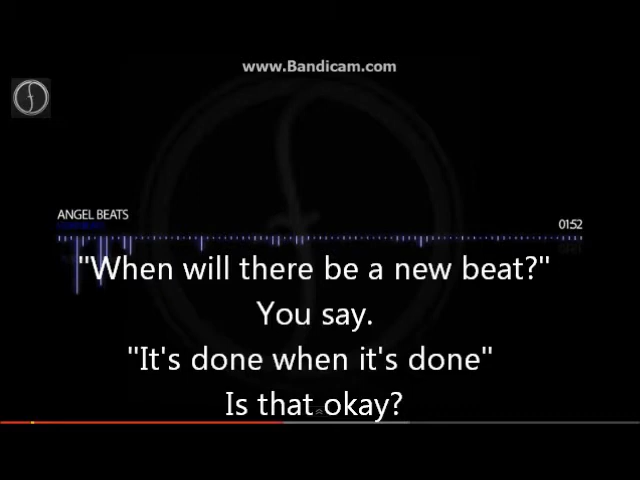 www.Bandicam.com
ANGEL BEATS
01:52
"When will there be a new beat?"
You say.
"It's done when it's done"
Is that okay?